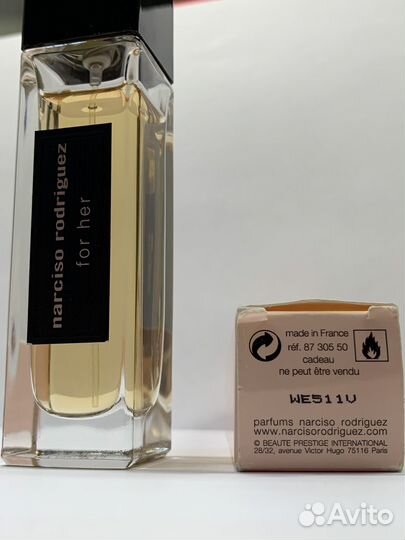 narciso rodriguez
for her
made in France
réf. 87 305 50
cadeau
ne peut être vendu
WE511V
parfums narciso rodriguez
www.narcisorodriguez.com
© BEAUTE PRESTIGE INTERNATIONAL
28/32, avenue Victor Hugo 75116 Paris
Avito